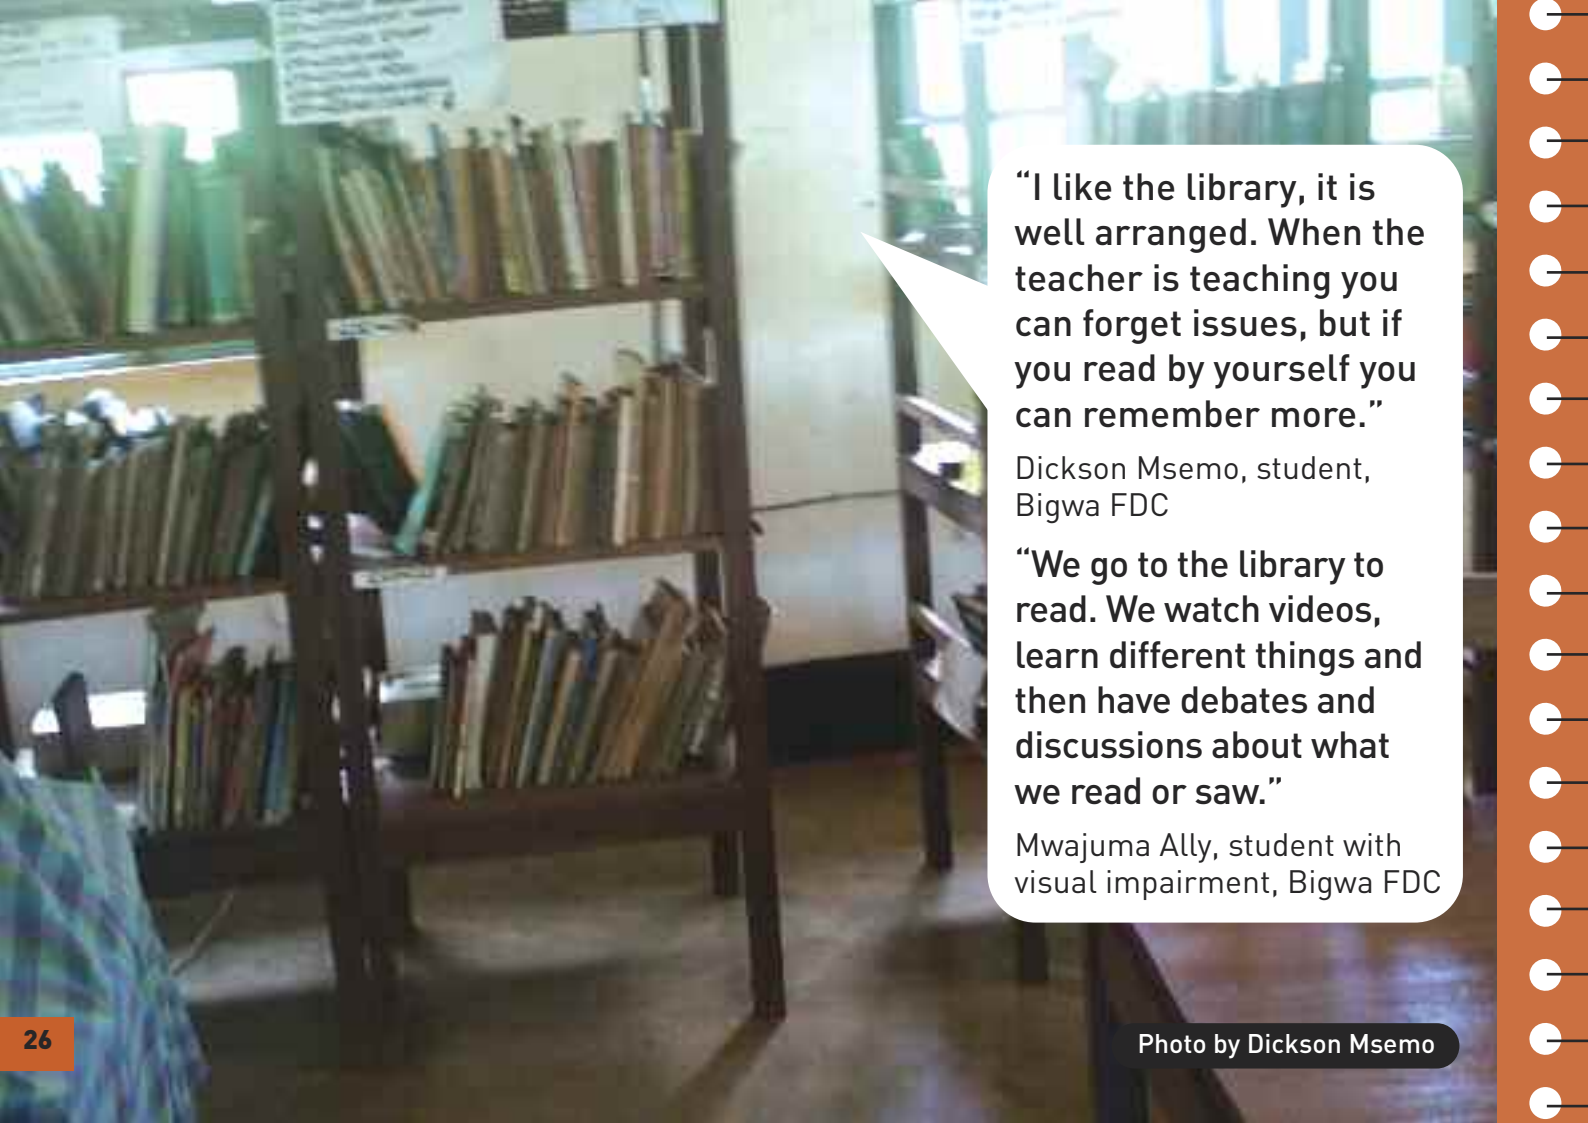 “I like the library, it is
well arranged. When the
teacher is teaching you
can forget issues, but if
you read by yourself you
can remember more.”
Dickson Msemo, student,
Bigwa FDC
“We go to the library to
read. We watch videos,
learn different things and
then have debates and
discussions about what
we read or saw.”
Mwajuma Ally, student with
visual impairment, Bigwa FDC
26
Photo by Dickson Msemo